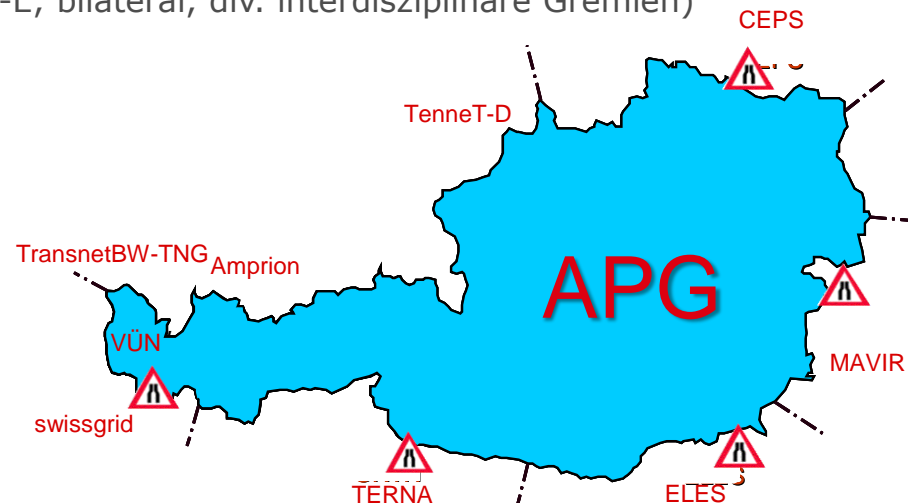 -E, bilateral, div. interdisziplinäre Gremien)
CEPS
TenneT-D
TransnetBW-TNG
Amprion
APG
VÜN
MAVIR
swissgrid
TERNA
ELES